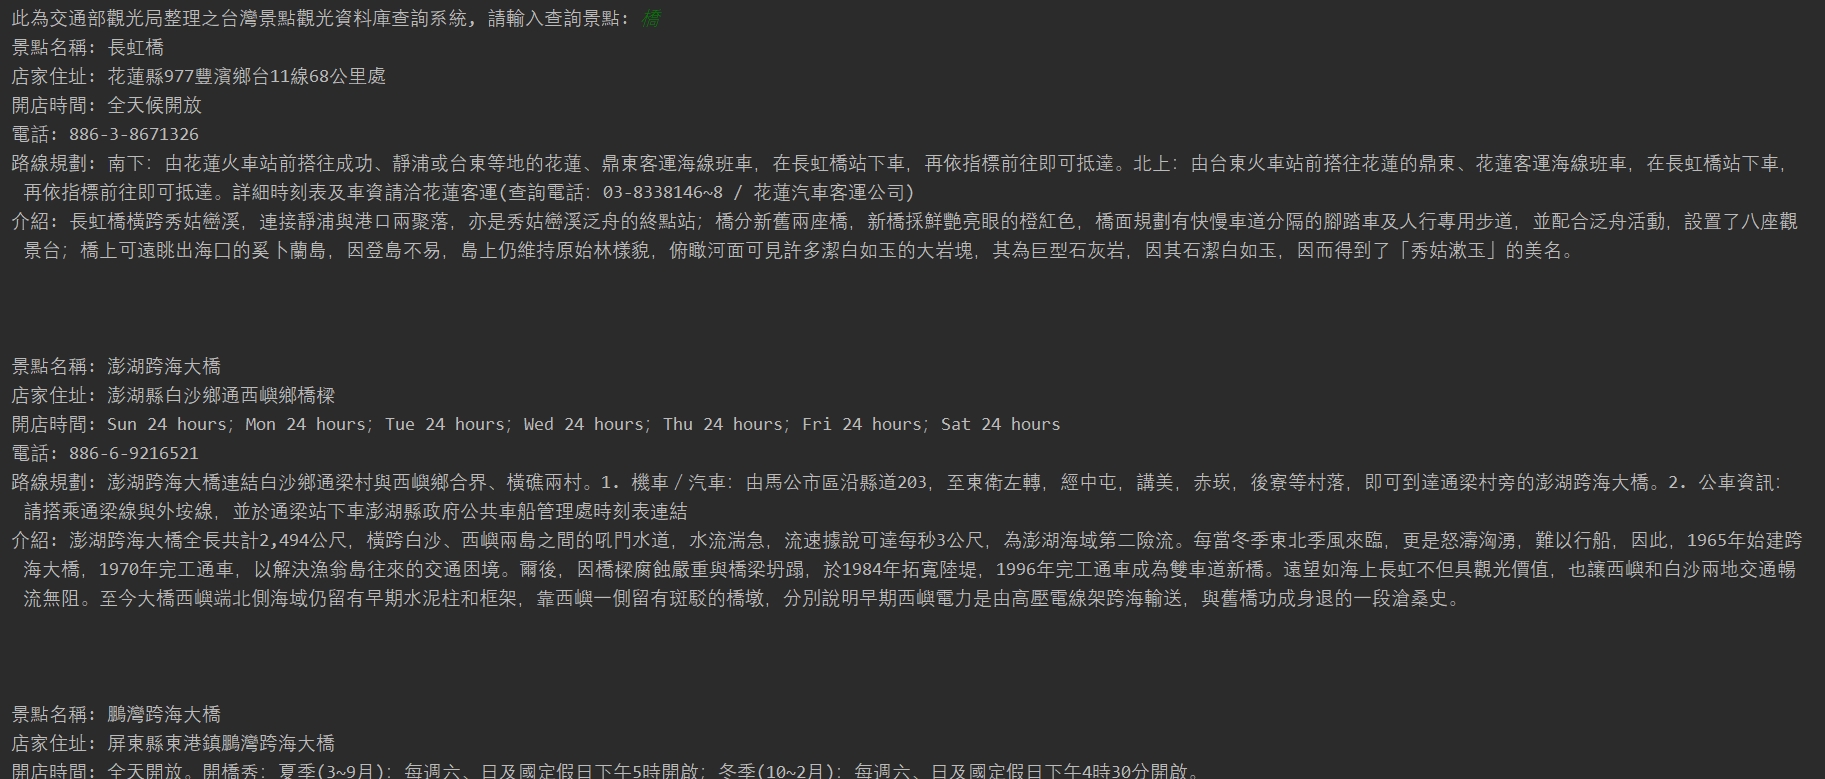 此為交通部觀光局整理之台灣景點觀光資料庫查詢系統, 請輸入查詢景點: 橋
景點名稱: 長虹橋
店家住址: 花蓮縣977豐濱鄉台11線68公里處
開店時間: 全天候開放
電話: 886-3-8671326
路線規劃: 南下：由花蓮火車站前搭往成功、靜浦或台東等地的花蓮、鼎東客運海線班車，在長虹橋站下車，再依指標前往即可抵達。北上：由台東火車站前搭往花蓮的鼎東、花蓮客運海線班車，在長虹橋站下車，
再依指標前往即可抵達。詳細時刻表及車資請洽花蓮客運(查詢電話：03-8338146~8 / 花蓮汽車客運公司)
介紹: 長虹橋橫跨秀姑巒溪，連接靜浦與港口兩聚落，亦是秀姑巒溪泛舟的終點站；橋分新舊兩座橋，新橋採鮮艷亮眼的橙紅色，橋面規劃有快慢車道分隔的腳踏車及人行專用步道，並配合泛舟活動，設置了八座觀
景台；橋上可遠眺出海口的奚卜蘭島，因登島不易，島上仍維持原始林樣貌，俯瞰河面可見許多潔白如玉的大岩塊，其為巨型石灰岩，因其石潔白如玉，因而得到了「秀姑漱玉」的美名。
景點名稱: 澎湖跨海大橋
店家住址: 澎湖縣白沙鄉通西嶼鄉橋樑
開店時間: Sun 24 hours；Mon 24 hours；Tue 24 hours；Wed 24 hours；Thu 24 hours；Fri 24 hours；Sat 24 hours
電話: 886-6-9216521
路線規劃: 澎湖跨海大橋連結白沙鄉通梁村與西嶼鄉合界、橫礁兩村。1. 機車／汽車：由馬公市區沿縣道203，至東衛左轉，經中屯，講美，赤崁，後寮等村落，即可到達通梁村旁的澎湖跨海大橋。2. 公車資訊：
請搭乘通梁線與外垵線，並於通梁站下車澎湖縣政府公共車船管理處時刻表連結
介紹: 澎湖跨海大橋全長共計2,494公尺，橫跨白沙、西嶼兩島之間的吼門水道，水流湍急，流速據說可達每秒3公尺，為澎湖海域第二險流。每當冬季東北季風來臨，更是怒濤洶湧，難以行船，因此，1965年始建跨
海大橋，1970年完工通車，以解決漁翁島往來的交通困境。爾後，因橋樑腐蝕嚴重與橋梁坍蹋，於1984年拓寬陸堤，1996年完工通車成為雙車道新橋。遠望如海上長虹不但具觀光價值，也讓西嶼和白沙兩地交通暢
流無阻。至今大橋西嶼端北側海域仍留有早期水泥柱和框架，靠西嶼一側留有斑駁的橋墩，分別說明早期西嶼電力是由高壓電線架跨海輸送，與舊橋功成身退的一段滄桑史。
景點名稱: 鵬灣跨海大橋
店家住址: 屏東縣東港鎮鵬灣跨海大橋
開店時間: 全天開放。開橋秀：夏季(3~9月)：每週六、日及國定假日下午5時開啟；冬季(10~2月)：每週六、日及國定假日下午4時30分開啟。